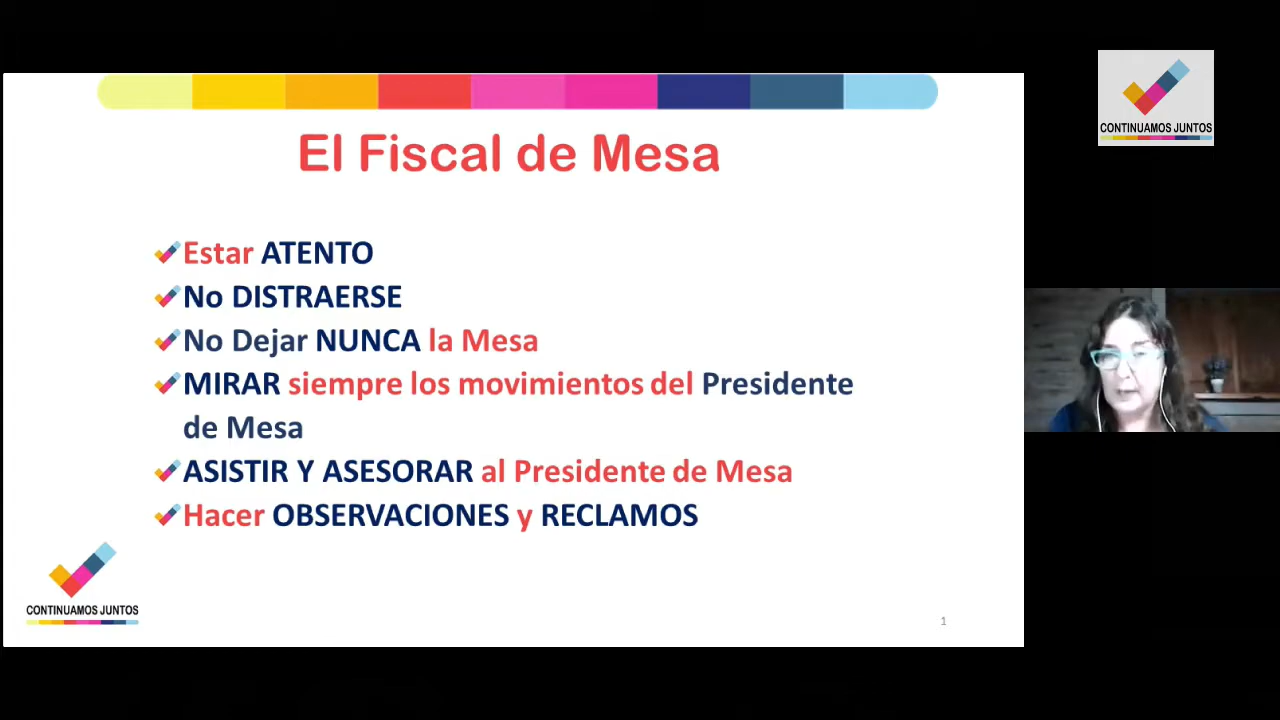 El Fiscal de Mesa
Estar ATENTO
No DISTRAERSE
No Dejar NUNCA la Mesa
MIRAR siempre los movimientos del Presidente
de Mesa
ASISTIR Y ASESORAR al Presidente de Mesa
Hacer OBSERVACIONES y RECLAMOS
CONTINUAMOS JUNTOS
1
CONTINUAMOS JUNTOS